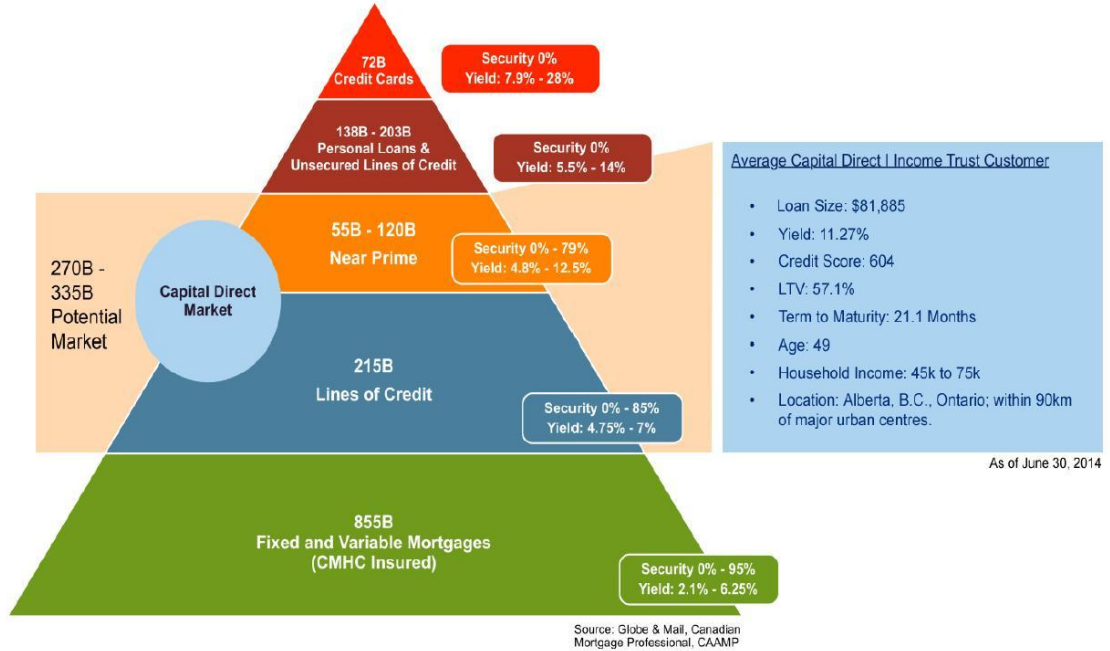 72B
Credit Cards
Security 0%
Yield: 7.9% - 28%
138B - 203B
Personal Loans &
Unsecured Lines of Credit
Security 0%
Yield: 5.5% - 14%
55B - 120B
Near Prime
Security 0% - 79%
Yield: 4.8% - 12.5%
270B -
335B
Potential
Market
Capital Direct
Market
215B
Lines of Credit
Security 0% - 85%
Yield: 4.75% - 7%
855B
Fixed and Variable Mortgages
(CMHC Insured)
Security 0% - 95%
Yield: 2.1% - 6.25%
Average Capital Direct I Income Trust Customer
• Loan Size: $81,885
• Yield: 11.27%
• Credit Score: 604
• LTV: 57.1%
• Term to Maturity: 21.1 Months
• Age: 49
• Household Income: 45k to 75k
• Location: Alberta, B.C., Ontario; within 90km
of major urban centres.
As of June 30, 2014
Source: Globe & Mail, Canadian
Mortgage Professional, CAAMP